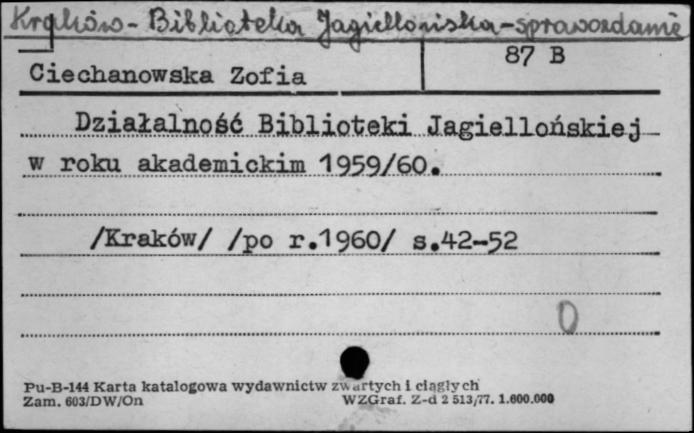 Kraków - Biblioteka Jagiellońska - sprawozdanie
87 B
Ciechanowska Zofia
Działalność Biblioteki Jagiellońskiej
w roku akademickim 1959/60.
/Kraków/ /po r.1960/ s.42-52
0
Pu-B-144 Karta katalogowa wydawnictw zwartych i ciągłych
Zam. 603/DW/On WZGraf. Z-d 2 513/77. 1.600.000